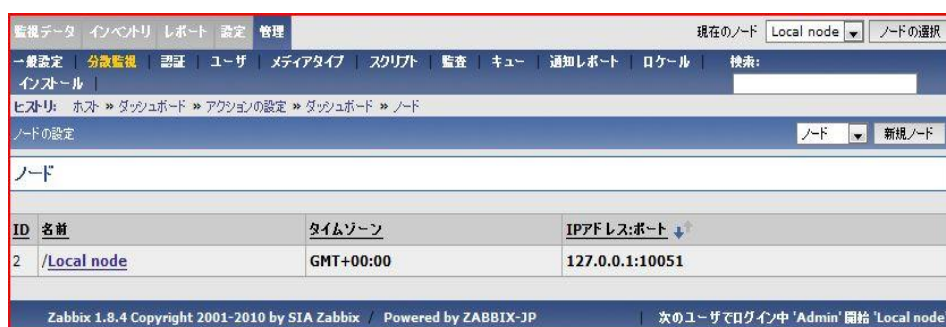 監視データ インベントリ レポート 設定 管理 現在のノード Local node ノードの選択
一般設定 | 分散監視 | 認証 | ユーザ | メディアタイプ | スクリプト | 監査 | キュー | 通知レポート | ロケール | 検索:
インストール |
ヒストリ: ホスト » ダッシュボード » アクションの設定 » ダッシュボード » ノード
ノードの設定 ノード 新規ノード
ノード
ID 名前 タイムゾーン IPアドレス:ポート
2 /Local node GMT+00:00 127.0.0.1:10051
Zabbix 1.8.4 Copyright 2001-2010 by SIA Zabbix / Powered by ZABBIX-JP | 次のユーザでログイン中 'Admin' 開始 'Local node